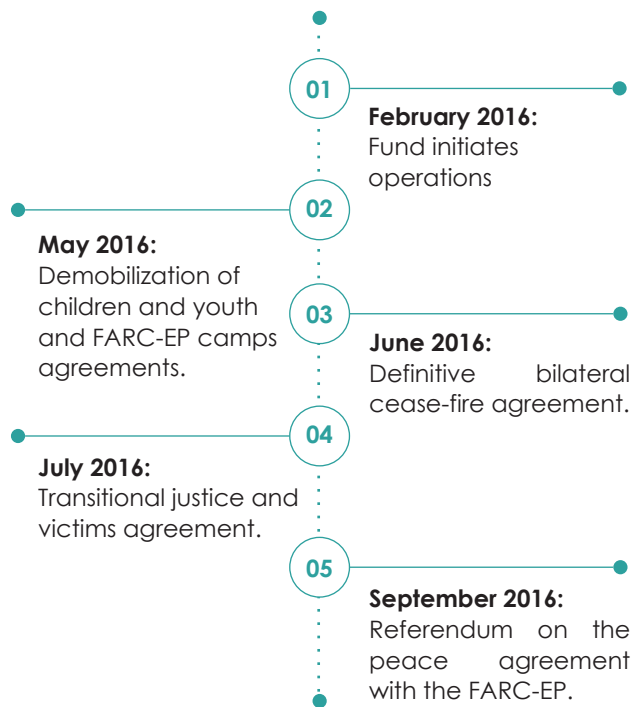 01
February 2016:
Fund initiates
operations
02
May 2016:
Demobilization of
children and youth
and FARC-EP camps
agreements.
03
June 2016:
Definitive bilateral
cease-fire agreement.
04
July 2016:
Transitional justice and
victims agreement.
05
September 2016:
Referendum on the
peace agreement
with the FARC-EP.